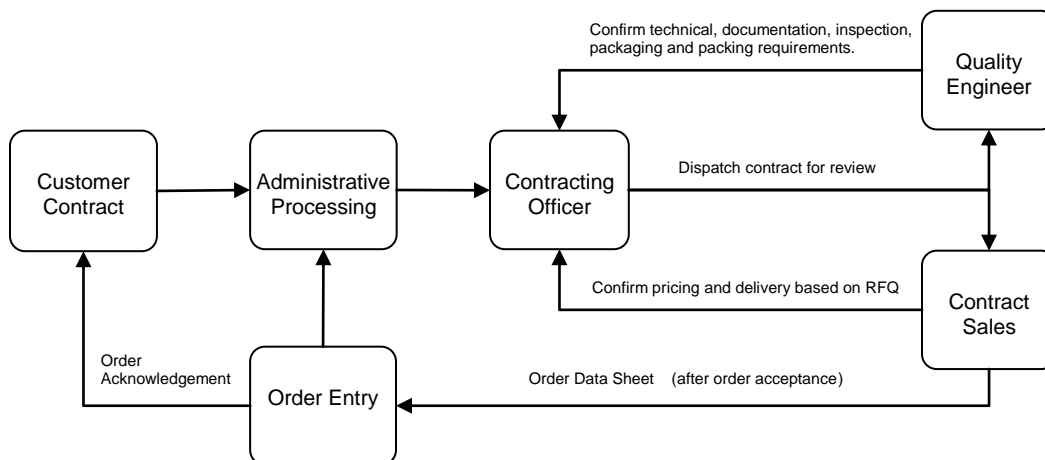 Confirm technical, documentation, inspection,
packaging and packing requirements.
Quality
Engineer
Customer
Contract
Administrative
Processing
Contracting
Officer
Dispatch contract for review
Confirm pricing and delivery based on RFQ
Contract
Sales
Order
Acknowledgement
Order Entry
Order Data Sheet (after order acceptance)